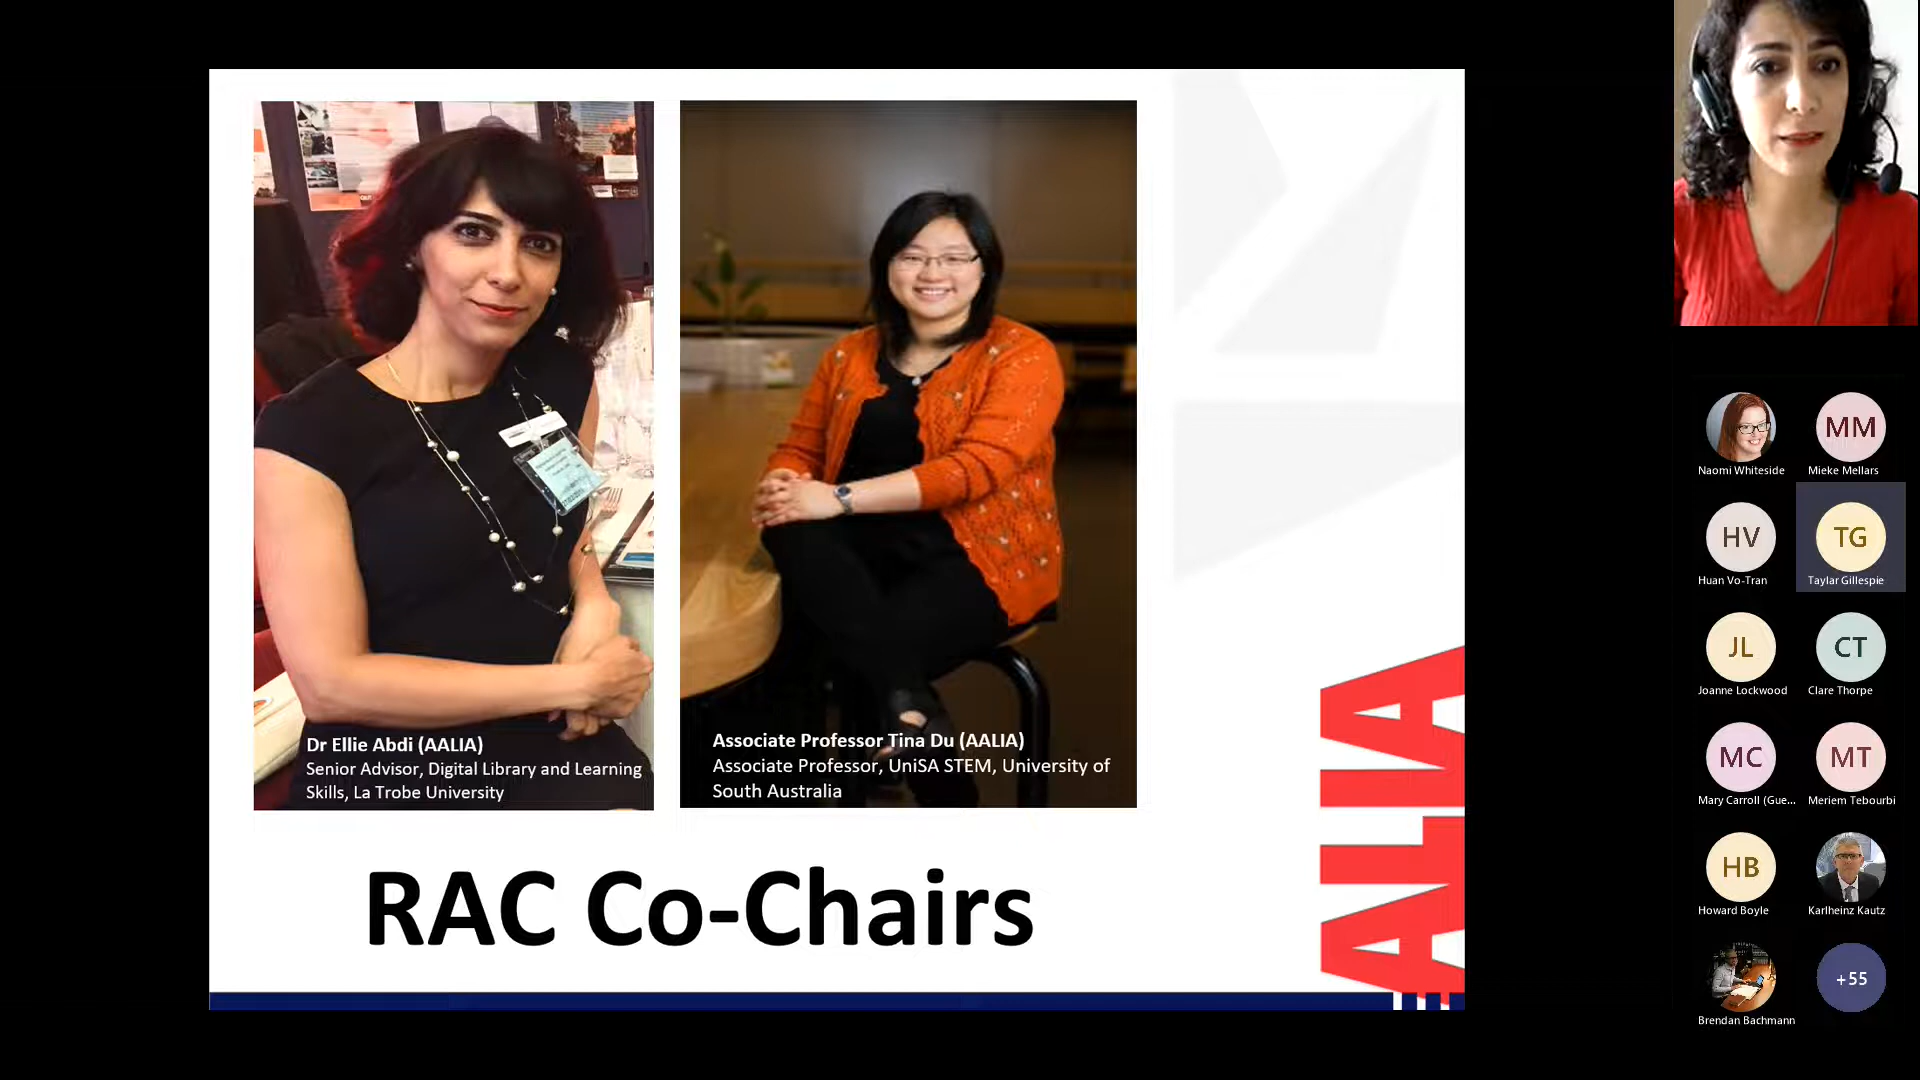 Dr Ellie Abdi (AALIA)
Senior Advisor, Digital Library and Learning
Skills, La Trobe University
Associate Professor Tina Du (AALIA)
Associate Professor, UniSA STEM, University of
South Australia
RAC Co-Chairs
ALIA
Naomi Whiteside
MM
Mieke Mellars
HV
Huan Vo-Tran
TG
Taylar Gillespie
JL
Joanne Lockwood
CT
Clare Thorpe
MC
Mary Carroll (Gue...
MT
Meriem Tebourbi
HB
Howard Boyle
Karlheinz Kautz
Brendan Bachmann
+55